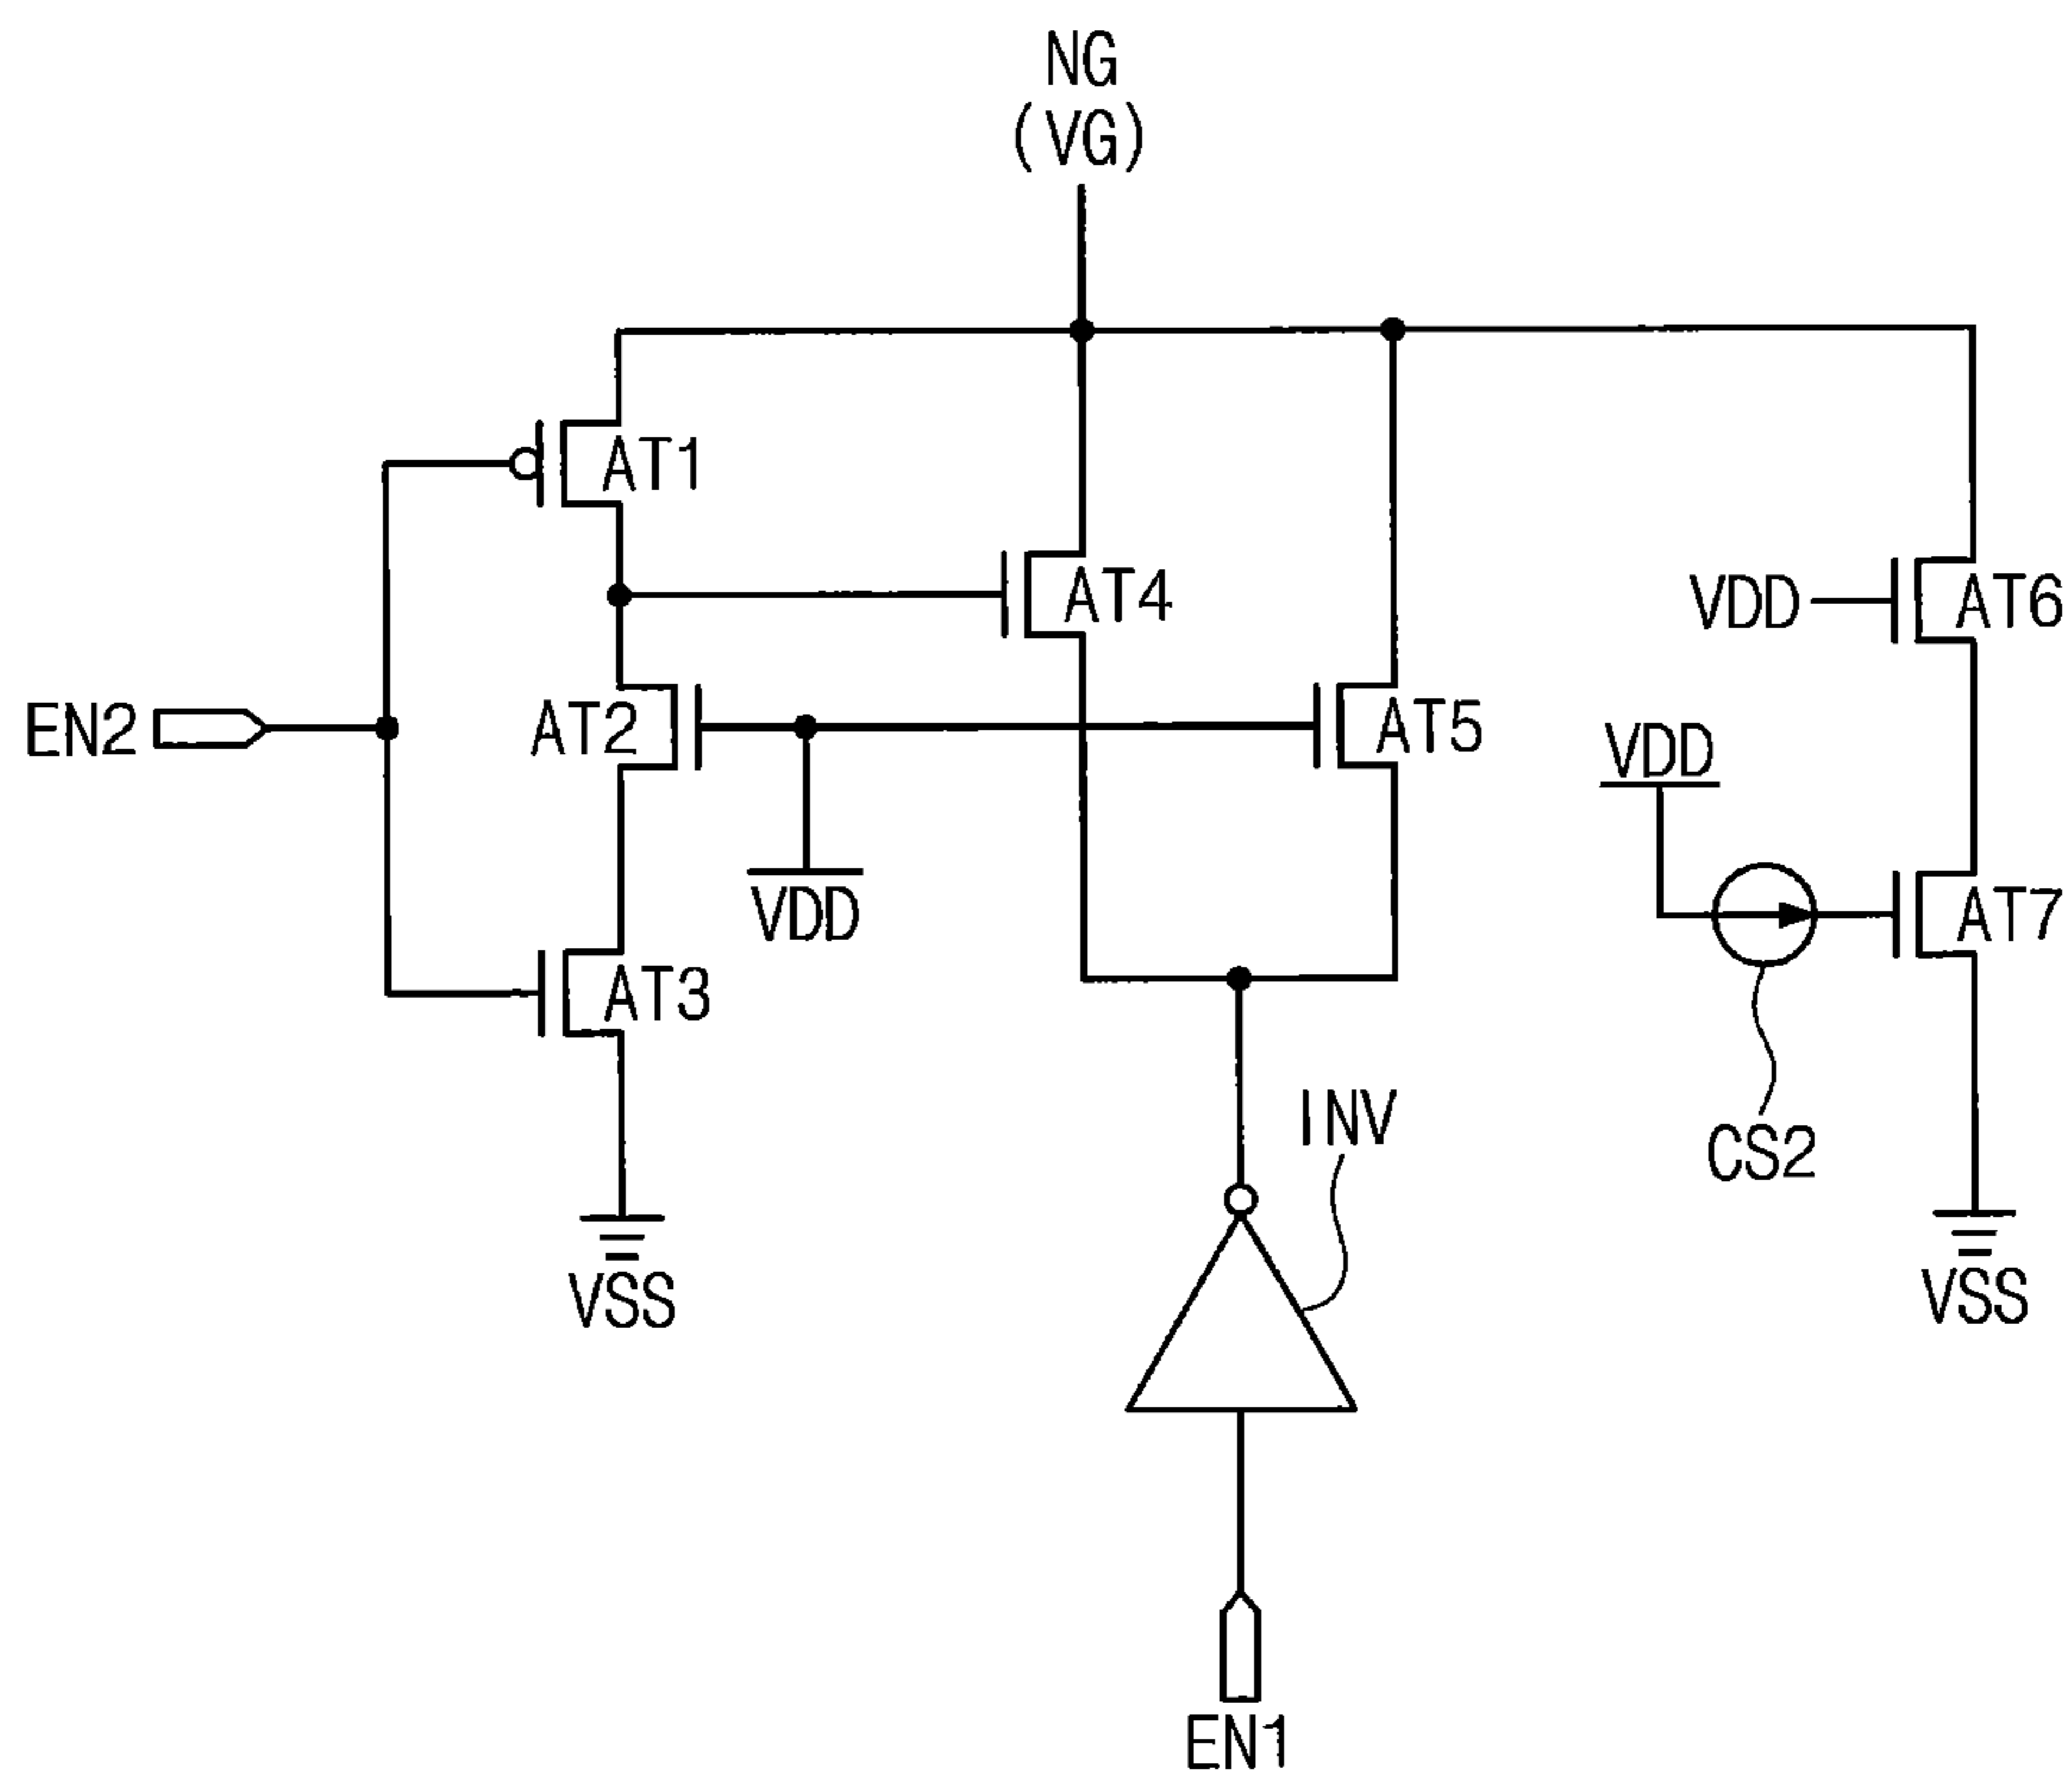 NG
(VG)
AT1
AT4
VDD
AT6
EN2
AT2
AT5
VDD
VDD
AT7
AT3
INV
CS2
VSS
VSS
EN1